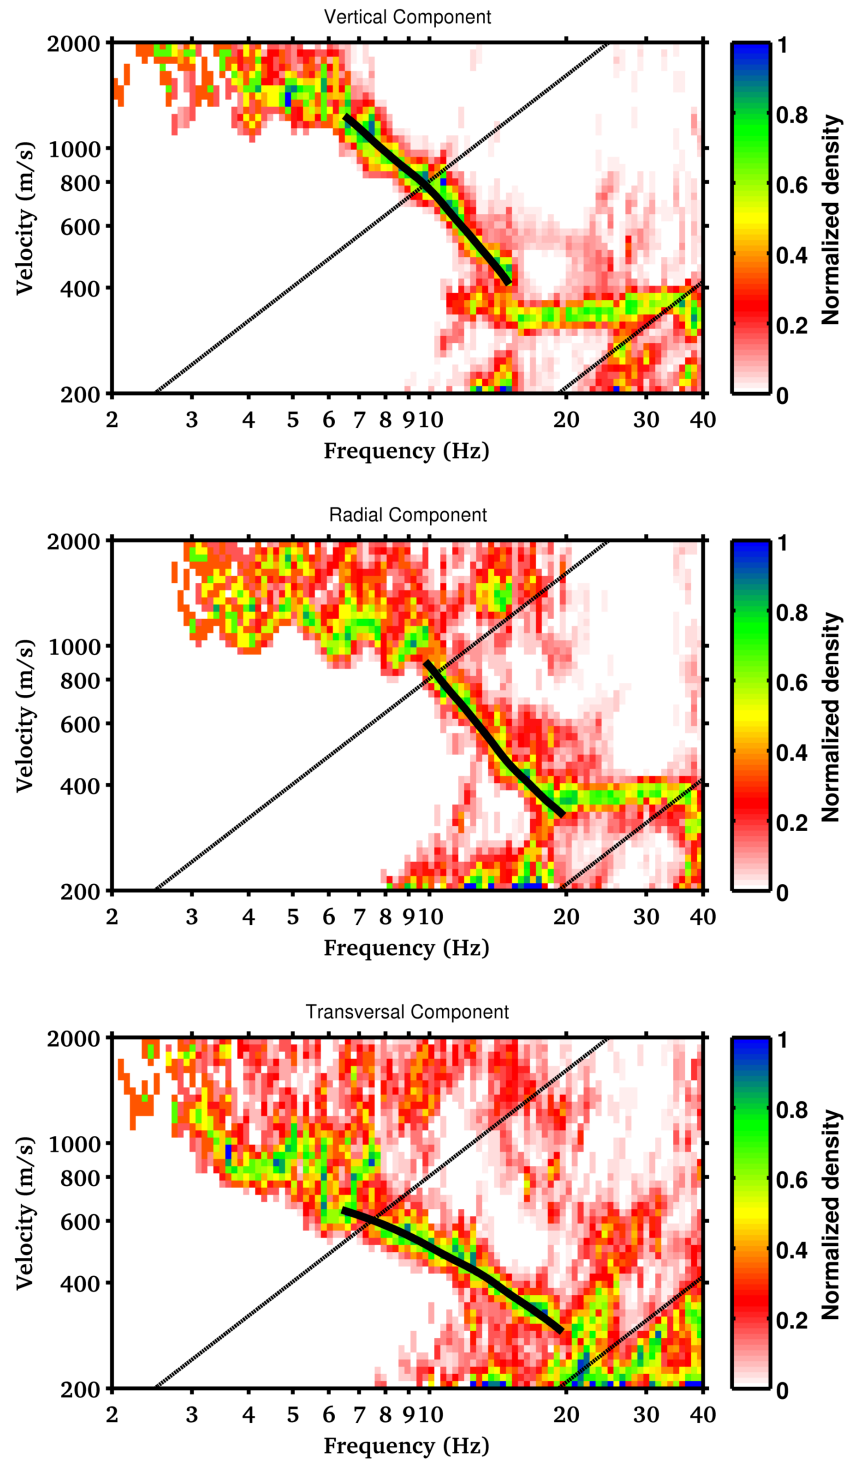 Vertical Component
2000
1000
800
600
400
200
Velocity (m/s)
2 3 4 5 6 7 8 9 10 20 30 40
Frequency (Hz)
1
0.8
0.6
0.4
0.2
0
Normalized density
Radial Component
2000
1000
800
600
400
200
Velocity (m/s)
2 3 4 5 6 7 8 9 10 20 30 40
Frequency (Hz)
1
0.8
0.6
0.4
0.2
0
Normalized density
Transversal Component
2000
1000
800
600
400
200
Velocity (m/s)
2 3 4 5 6 7 8 9 10 20 30 40
Frequency (Hz)
1
0.8
0.6
0.4
0.2
0
Normalized density